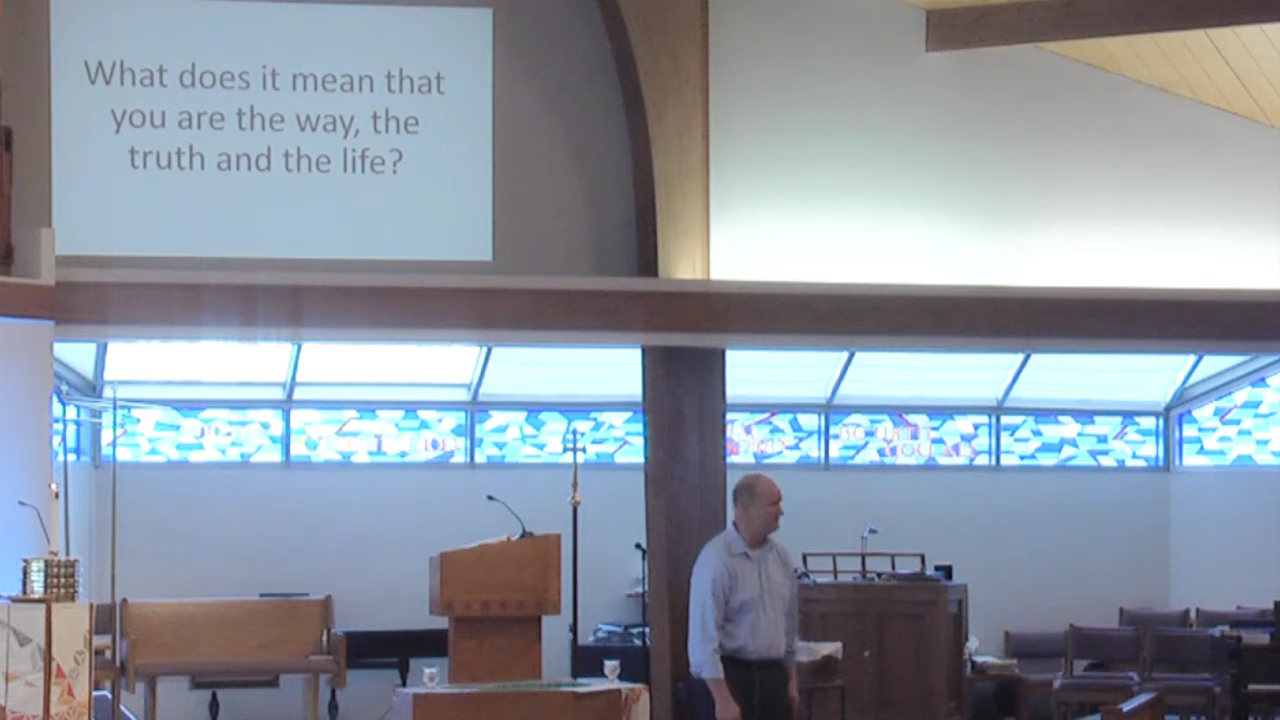 What does it mean that
you are the way, the
truth and the life?